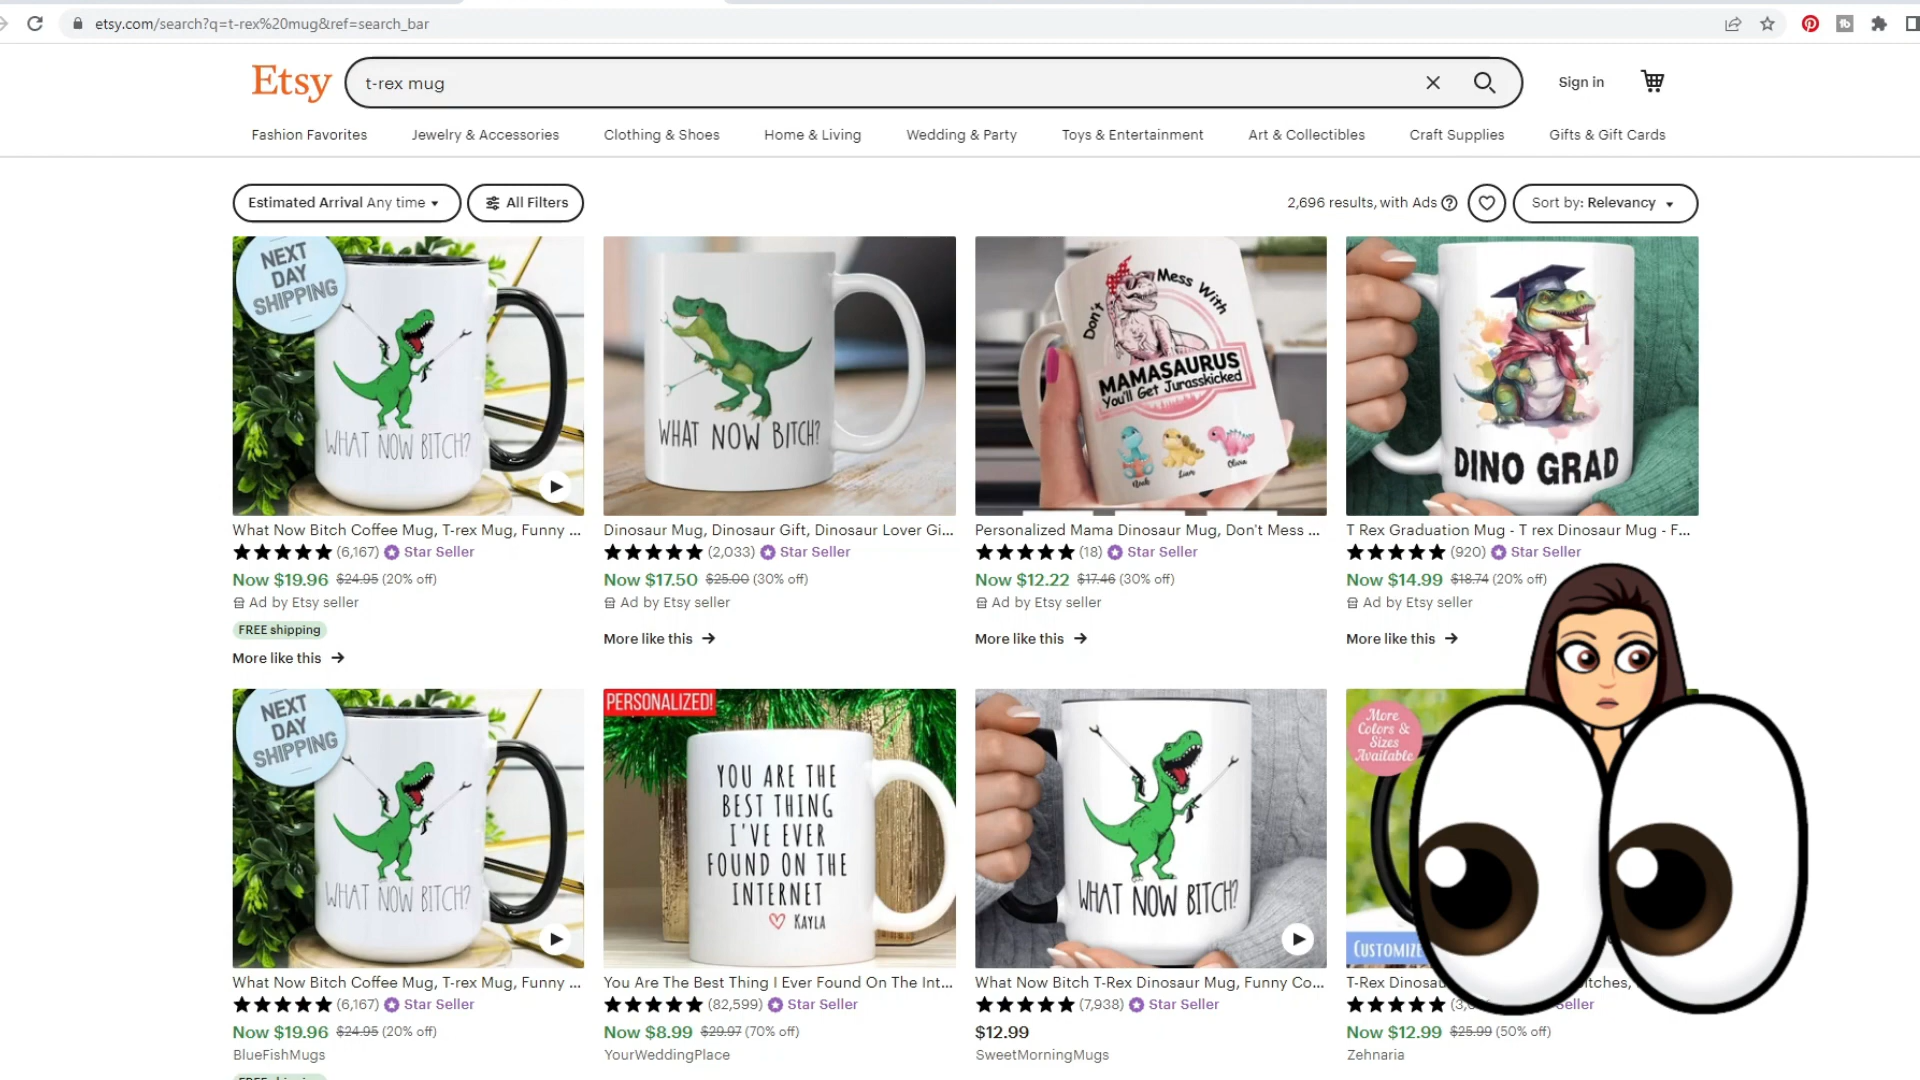 etsy.com/search?q=t-rex%20mug&ref=search_bar
Etsy
t-rex mug
Sign in
Fashion Favorites
Jewelry & Accessories
Clothing & Shoes
Home & Living
Wedding & Party
Toys & Entertainment
Art & Collectibles
Craft Supplies
Gifts & Gift Cards
Estimated Arrival Any time
All Filters
2,696 results, with Ads
Sort by: Relevancy
NEXT
DAY
SHIPPING
WHAT NOW BITCH?
WHAT NOW BITCH?
Don't Mess With
MAMASAURUS
You'll Get Jurasskicked
Noah
Liam
Olivia
DINO GRAD
What Now Bitch Coffee Mug, T-rex Mug, Funny ...
(6,167) Star Seller
Now $19.96 $24.95 (20% off)
Ad by Etsy seller
FREE shipping
More like this
Dinosaur Mug, Dinosaur Gift, Dinosaur Lover Gi...
(2,033) Star Seller
Now $17.50 $25.00 (30% off)
Ad by Etsy seller
More like this
Personalized Mama Dinosaur Mug, Don't Mess ...
(18) Star Seller
Now $12.22 $17.46 (30% off)
Ad by Etsy seller
More like this
T Rex Graduation Mug - T rex Dinosaur Mug - F...
(920) Star Seller
Now $14.99 $18.74 (20% off)
Ad by Etsy seller
More like this
NEXT
DAY
SHIPPING
WHAT NOW BITCH?
PERSONALIZED!
YOU ARE THE
BEST THING
I'VE EVER
FOUND ON THE
INTERNET
KAYLA
WHAT NOW BITCH?
More
Colors &
Sizes
Available
CUSTOMIZE
What Now Bitch Coffee Mug, T-rex Mug, Funny ...
(6,167) Star Seller
Now $19.96 $24.95 (20% off)
BlueFishMugs
You Are The Best Thing I Ever Found On The Int...
(82,599) Star Seller
Now $8.99 $29.97 (70% off)
YourWeddingPlace
What Now Bitch T-Rex Dinosaur Mug, Funny Co...
(7,938) Star Seller
$12.99
SweetMorningMugs
T-Rex
Seller
Now $12.99 $25.99 (50% off)
Zehnaria